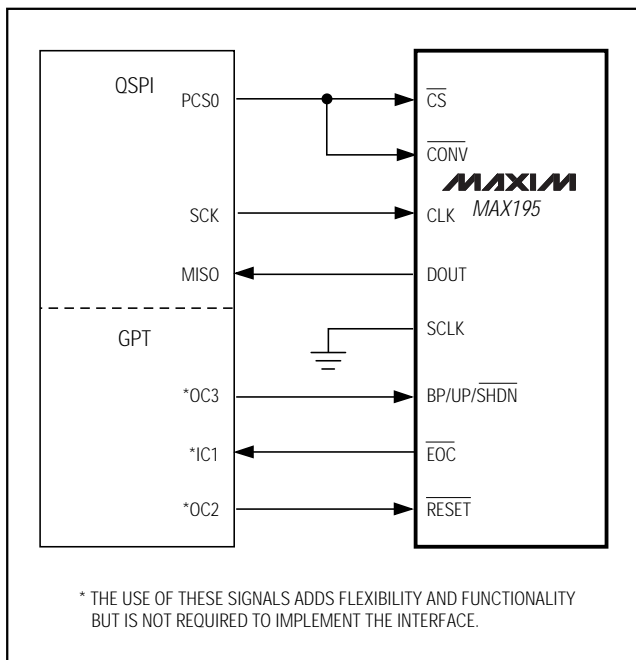 QSPI
PCS0
SCK
MISO
GPT
*OC3
*IC1
*OC2
CS
CONV
MAXIM
MAX195
CLK
DOUT
SCLK
BP/UP/SHDN
EOC
RESET
* THE USE OF THESE SIGNALS ADDS FLEXIBILITY AND FUNCTIONALITY
BUT IS NOT REQUIRED TO IMPLEMENT THE INTERFACE.